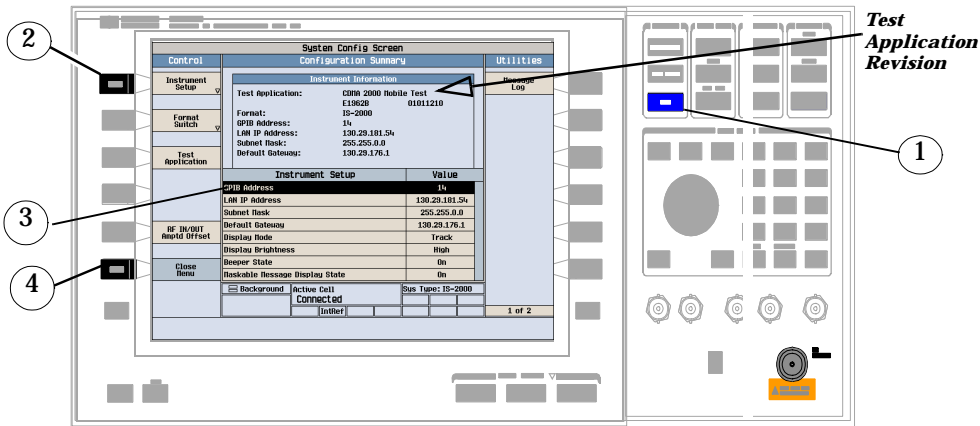 2
3
4
System Config Screen
Control
Configuration Summary
Utilities
Instrument
Setup
Format
Switch
Test
Application
RF IN/OUT
Amptd Offset
Close
Menu
Instrument Information
Test Application: CDMA 2000 Mobile Test
E1962B 01011210
Format: IS-2000
GPIB Address: 14
LAN IP Address: 130.29.181.54
Subnet Mask: 255.255.0.0
Default Gateway: 130.29.176.1
Instrument Setup Value
GPIB Address 14
LAN IP Address 130.29.181.54
Subnet Mask 255.255.0.0
Default Gateway 130.29.176.1
Display Mode Track
Display Brightness High
Beeper State On
Maskable Message Display State On
Background
Active Cell
Connected
Sys Type: IS-2000
IntRef
Message
Log
1 of 2
Test
Application
Revision
1